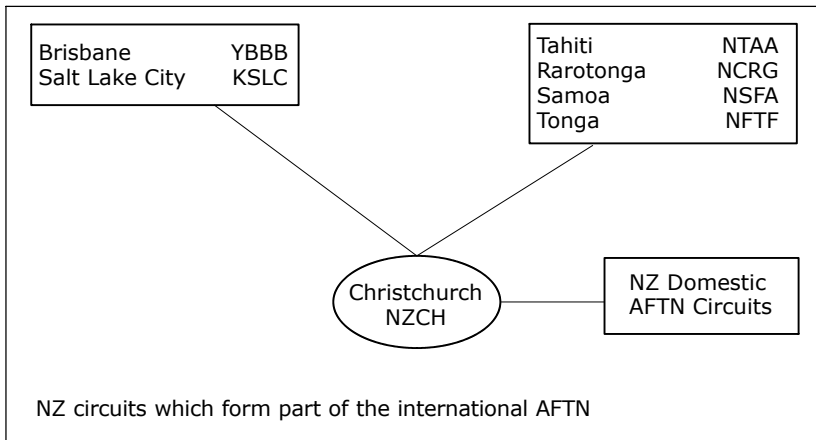 Brisbane YBBB
Salt Lake City KSLC
Tahiti NTAA
Rarotonga NCRG
Samoa NSFA
Tonga NFTF
Christchurch
NZCH
NZ Domestic
AFTN Circuits
NZ circuits which form part of the international AFTN